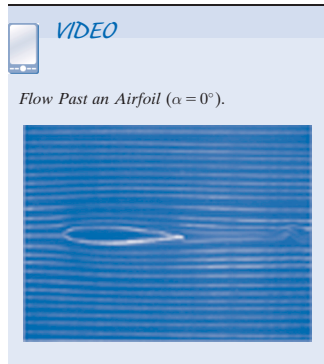 VIDEO
Flow Past an Airfoil (α = 0°).